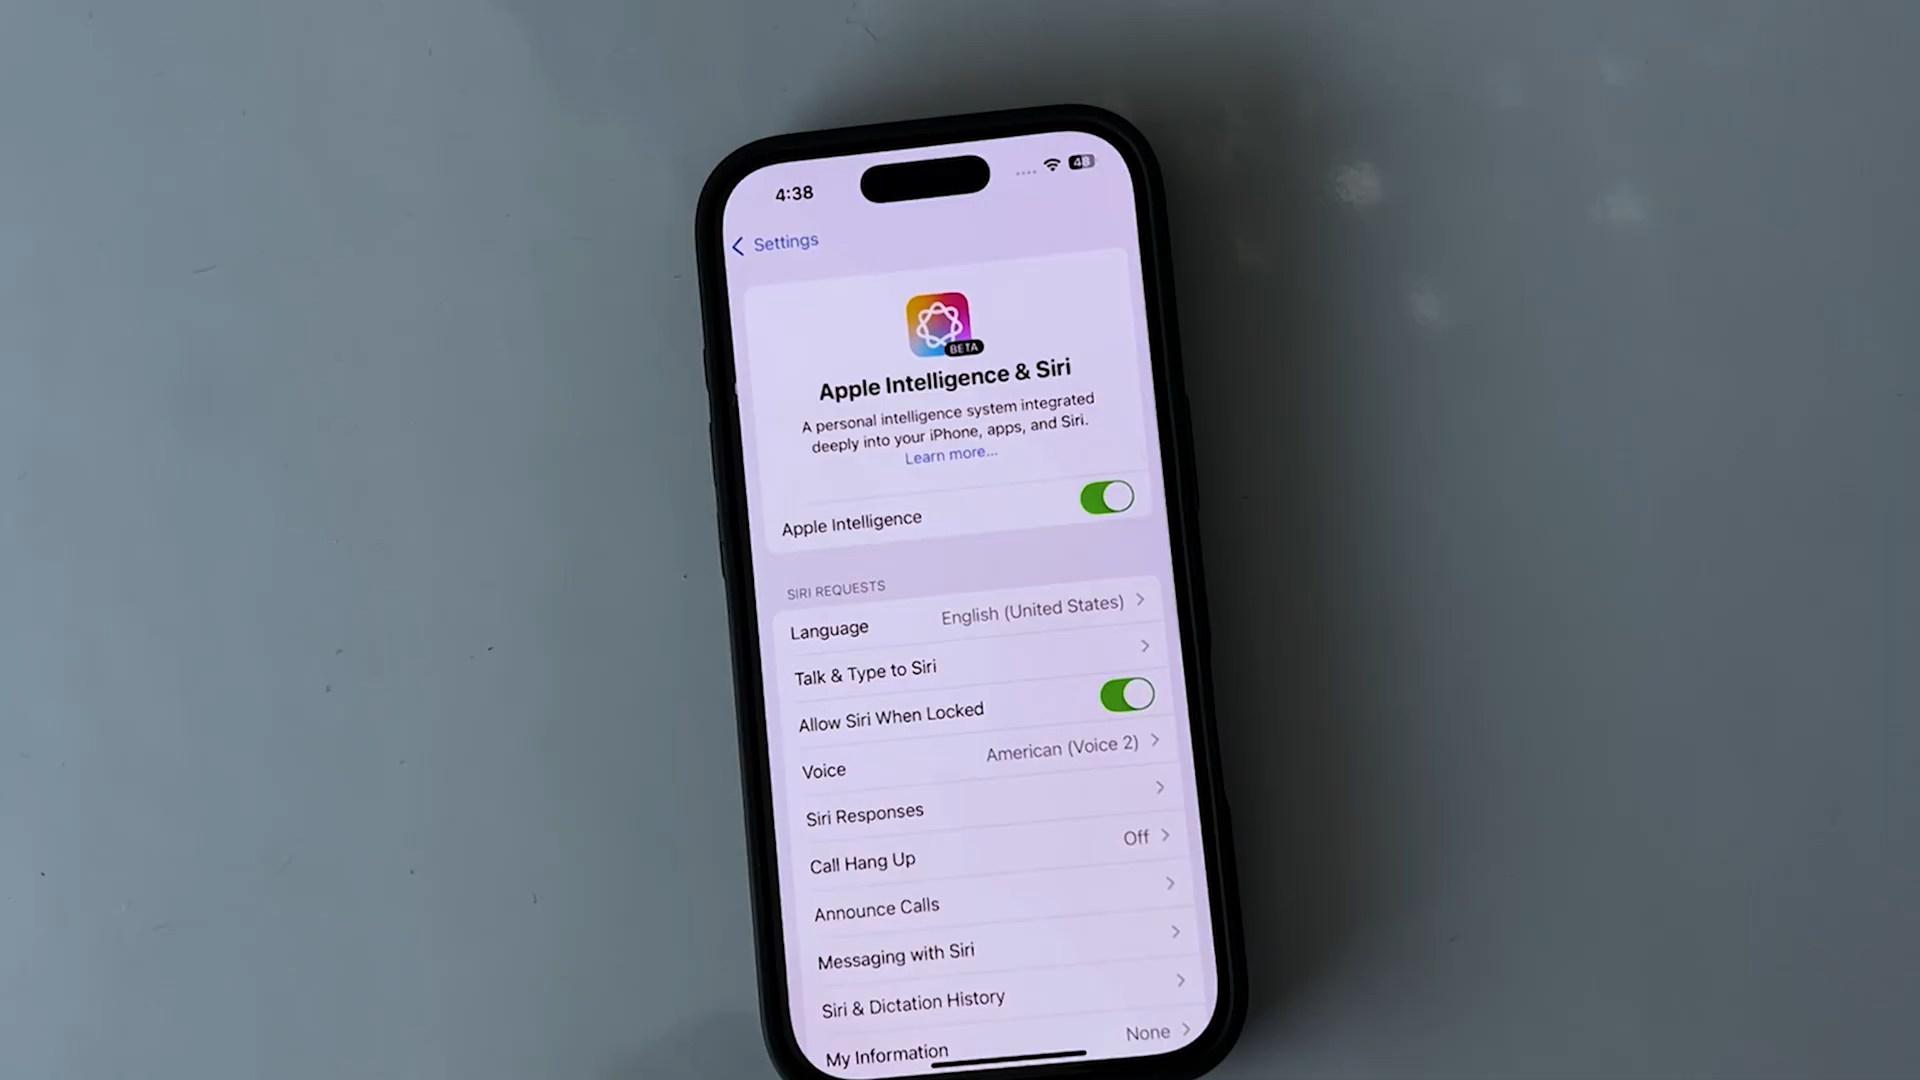 4:38
48
Settings
BETA
Apple Intelligence & Siri
A personal intelligence system integrated
deeply into your iPhone, apps, and Siri.
Learn more...
Apple Intelligence
SIRI REQUESTS
Language English (United States)
Talk & Type to Siri
Allow Siri When Locked
Voice American (Voice 2)
Siri Responses
Call Hang Up Off
Announce Calls
Messaging with Siri
Siri & Dictation History
My Information None